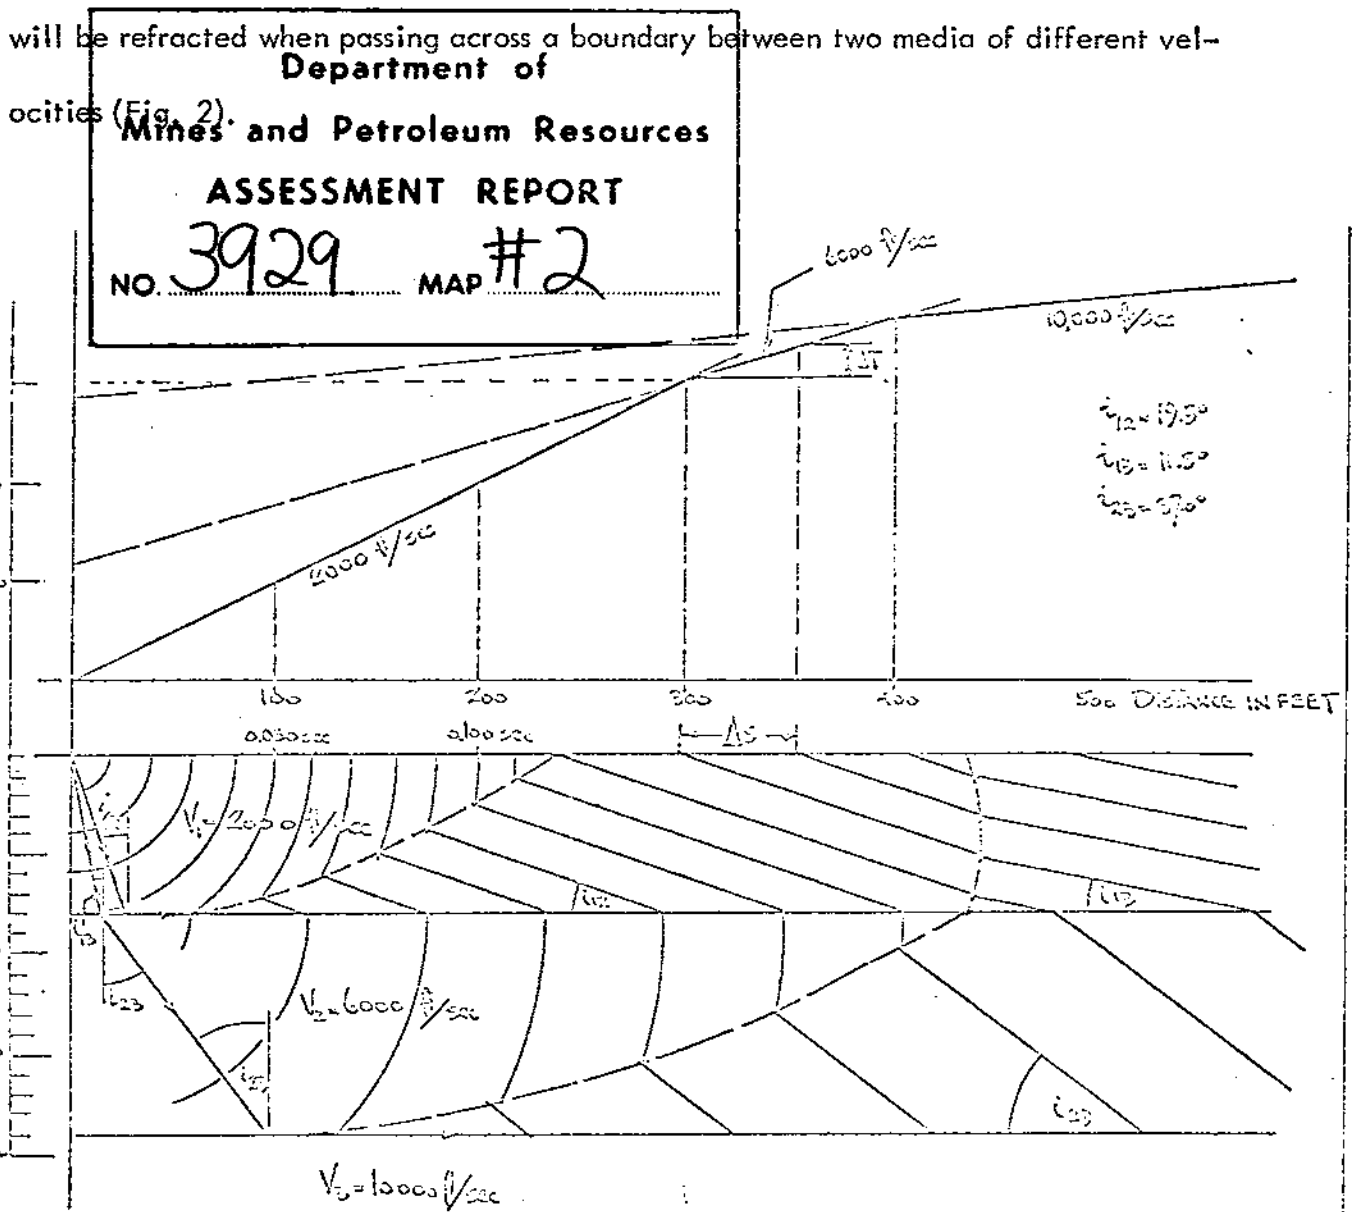 will be refracted when passing across a boundary between two media of different vel-
ocities (Fig. 2).
Department of
Mines and Petroleum Resources
ASSESSMENT REPORT
NO. 3929 MAP #2
6000 ft/sec
10,000 ft/sec
ΔT
i12 = 19.5°
i13 = 11.5°
i23 = 37.0°
2000 ft/sec
100 200 300 400 500 DISTANCE IN FEET
0.050 sec 0.100 sec Δs
V1 = 2000 ft/sec
i12 i13
i13
i23
V2 = 6000 ft/sec
i23
i23
V3 = 10000 ft/sec